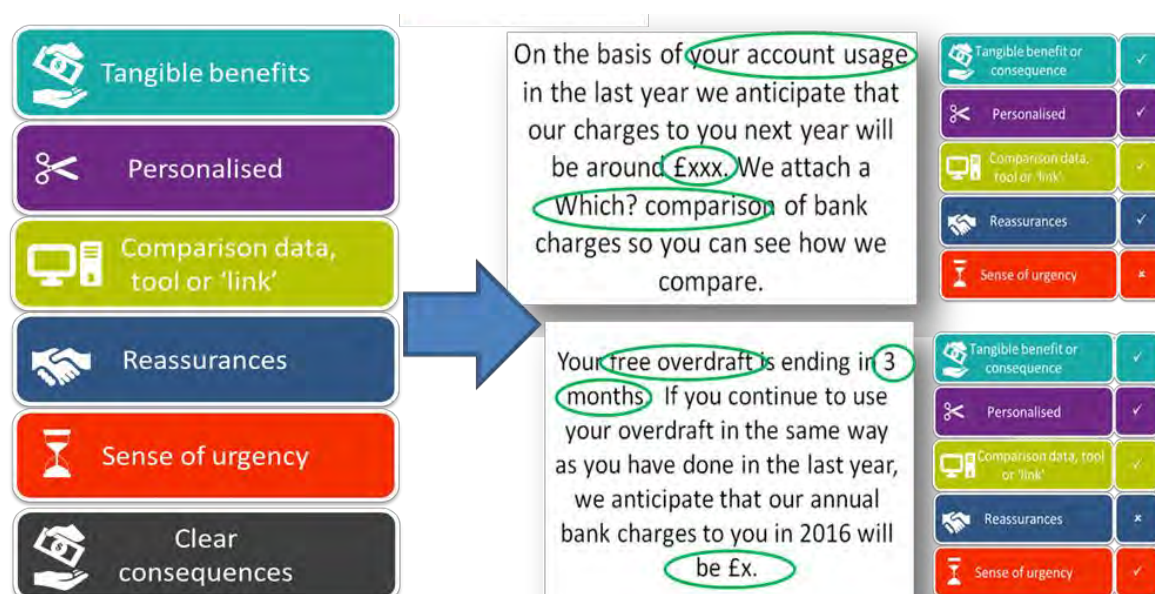 Tangible benefits
Personalised
Comparison data,
tool or 'link'
Reassurances
Sense of urgency
Clear
consequences
On the basis of your account usage
in the last year we anticipate that
our charges to you next year will
be around £xxx. We attach a
Which? comparison of bank
charges so you can see how we
compare.
Tangible benefit or
consequence
✓
Personalised
✓
Comparison data,
tool or 'link'
✓
Reassurances
✓
Sense of urgency
×
Your free overdraft is ending in 3
months. If you continue to use
your overdraft in the same way
as you have done in the last year,
we anticipate that our annual
bank charges to you in 2016 will
be £x.
Tangible benefit or
consequence
✓
Personalised
✓
Comparison data, tool
or 'link'
✓
Reassurances
×
Sense of urgency
✓